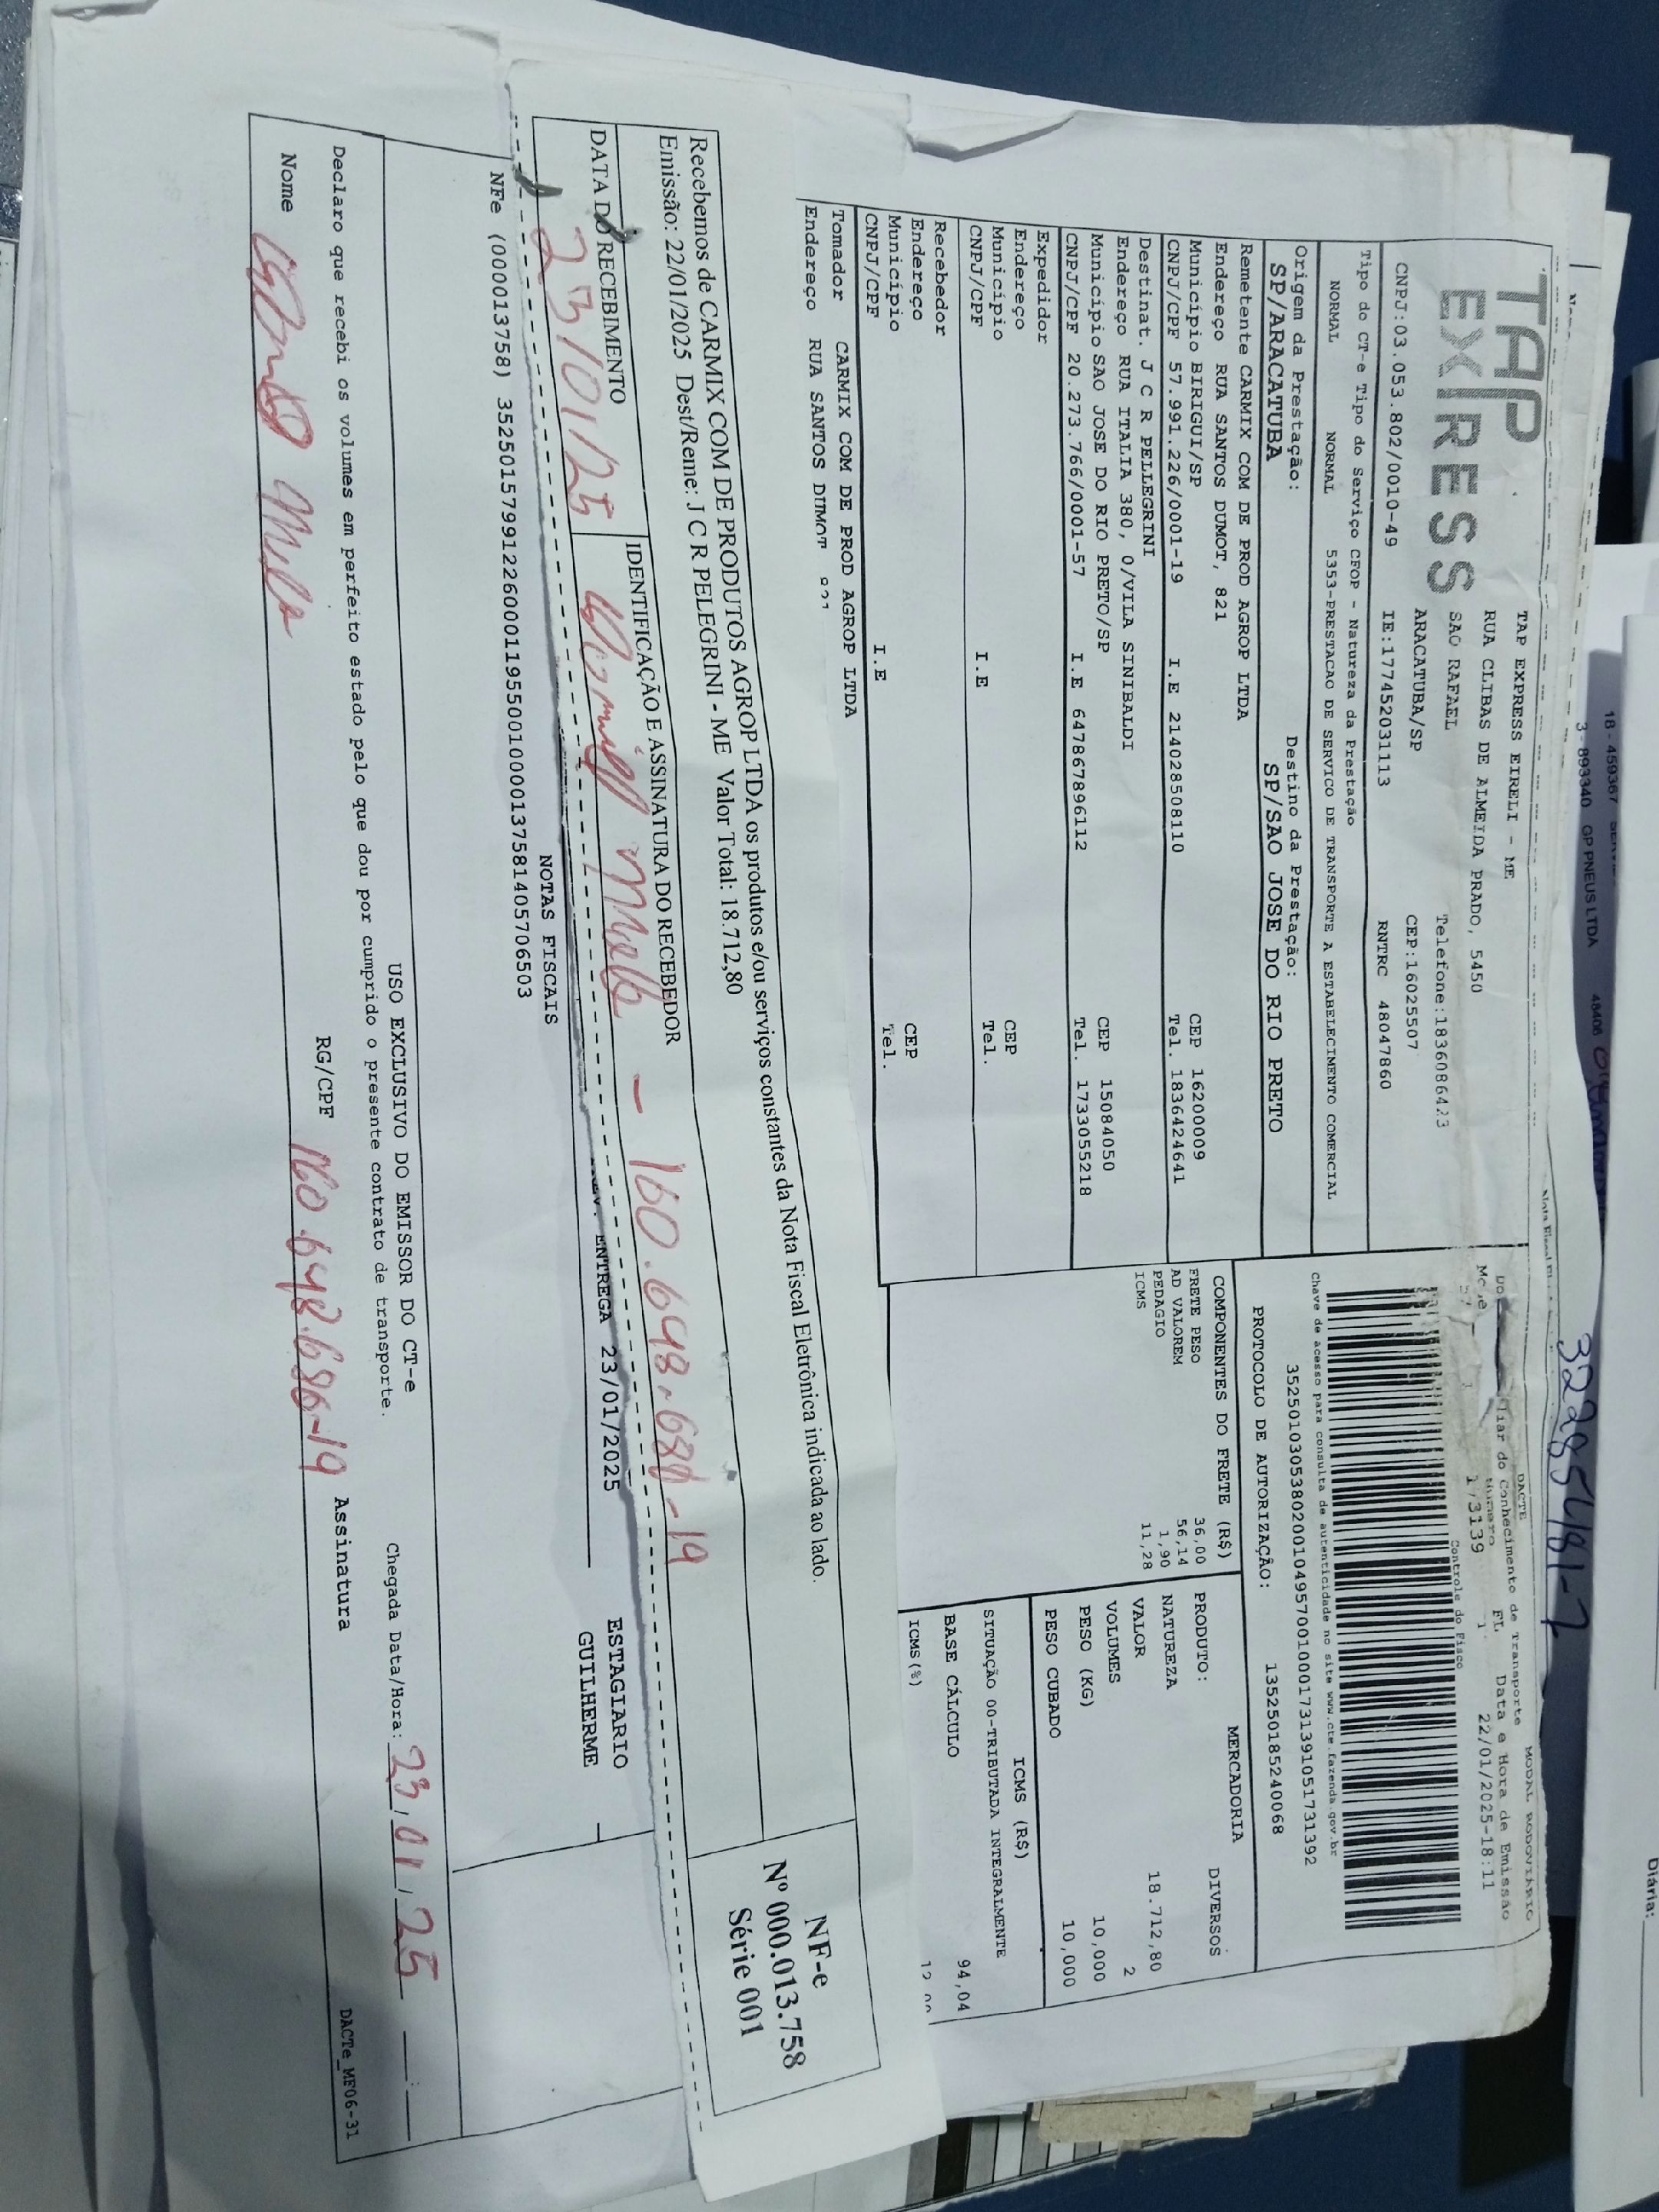 TAP
EXPRESS
TAP EXPRESS EIRELI - ME
RUA CLIBAS DE ALMEIDA PRADO, 5450
SAO RAFAEL Telefone:1836086423
ARACATUBA/SP CEP:16025507
CNPJ:03.053.802/0010-49 IE:177452031113 RNTRC 48047860
Tipo do CT-e Tipo do Serviço CFOP - Natureza da Prestação
NORMAL NORMAL 5353-PRESTACAO DE SERVICO DE TRANSPORTE A ESTABELECIMENTO COMERCIAL
Origem da Prestação: Destino da Prestação:
SP/ARACATUBA SP/SAO JOSE DO RIO PRETO
Remetente CARMIX COM DE PROD AGROP LTDA
Endereço RUA SANTOS DUMOT, 821
Município BIRIGUI/SP CEP 16200009
CNPJ/CPF 57.991.226/0001-19 I.E 214028508110 Tel. 1836424641
Destinat. J C R PELLEGRINI
Endereço RUA ITALIA 380, 0/VILA SINIBALDI
Município SAO JOSE DO RIO PRETO/SP CEP 15084050
CNPJ/CPF 20.273.766/0001-57 I.E 647867896112 Tel. 1733055218
Expedidor
Endereço
Município CEP
CNPJ/CPF I.E Tel.
Recebedor
Endereço
Município CEP
CNPJ/CPF I.E Tel.
Tomador CARMIX COM DE PROD AGROP LTDA
Endereço RUA SANTOS DUMOT
322854181-7
DACTE MODAL RODOVIÁRIO
do Conhecimento de Transporte
FL Data e Hora de Emissão
173139 1 22/01/2025-18:11
Controle do Fisco
Chave de acesso para consulta de autenticidade no site www.cte.fazenda.gov.br
35250103053802001049570010001731391051731392
PROTOCOLO DE AUTORIZAÇÃO: 135250185240068
COMPONENTES DO FRETE (R$)
FRETE PESO 36,00
AD VALOREM 56,14
PEDAGIO 1,90
ICMS 11,28
MERCADORIA
PRODUTO: DIVERSOS
NATUREZA
VALOR 18.712,80
VOLUMES 2
PESO (KG) 10,000
PESO CUBADO 10,000
ICMS (R$)
SITUAÇÃO 00-TRIBUTADA INTEGRALMENTE
BASE CÁLCULO 94,04
ICMS(%)
Recebemos de CARMIX COM DE PRODUTOS AGROP LTDA os produtos e/ou serviços constantes da Nota Fiscal Eletrônica indicada ao lado.
Emissão: 22/01/2025 Dest/Reme: J C R PELEGRINI - ME Valor Total: 18.712,80
DATA DO RECEBIMENTO IDENTIFICAÇÃO E ASSINATURA DO RECEBEDOR
23/01/25 160.648.686-19
NF-e
Nº 000.013.758
Série 001
ENTREGA 23/01/2025 ESTAGIARIO
GUILHERME
NOTAS FISCAIS
NFe (000013758) 35250157991226000119550010000137581405706503
USO EXCLUSIVO DO EMISSOR DO CT-e
Declaro que recebi os volumes em perfeito estado pelo que dou por cumprido o presente contrato de transporte.
Chegada Data/Hora: 23/01/25
Nome RG/CPF 160.648.686-19 Assinatura
DACTe_MF06-31
18 - 459367
3 - 893340 GP PNEUS LTDA 48406
Diária: